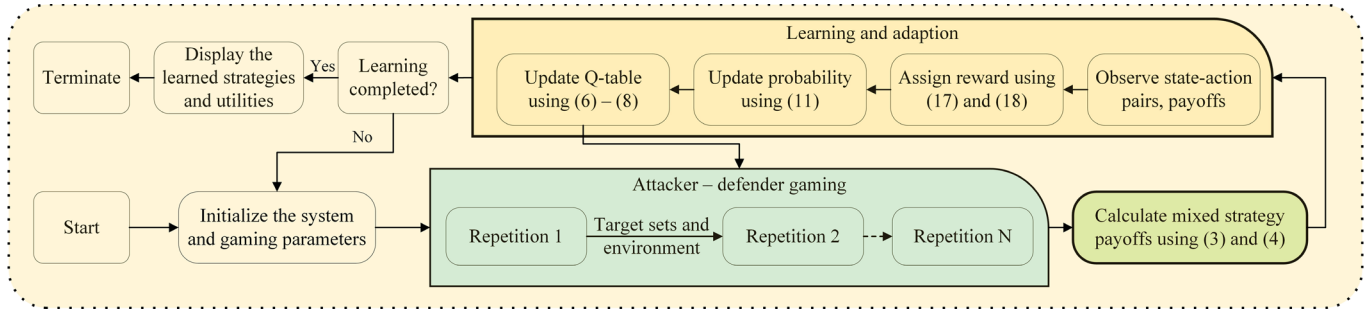 Learning and adaption
Terminate
Display the
learned strategies
and utilities
Yes
Learning
completed?
Update Q-table
using (6) – (8)
Update probability
using (11)
Assign reward using
(17) and (18)
Observe state-action
pairs, payoffs
No
Start
Initialize the system
and gaming parameters
Attacker – defender gaming
Repetition 1
Target sets and
environment
Repetition 2
Repetition N
Calculate mixed strategy
payoffs using (3) and (4)